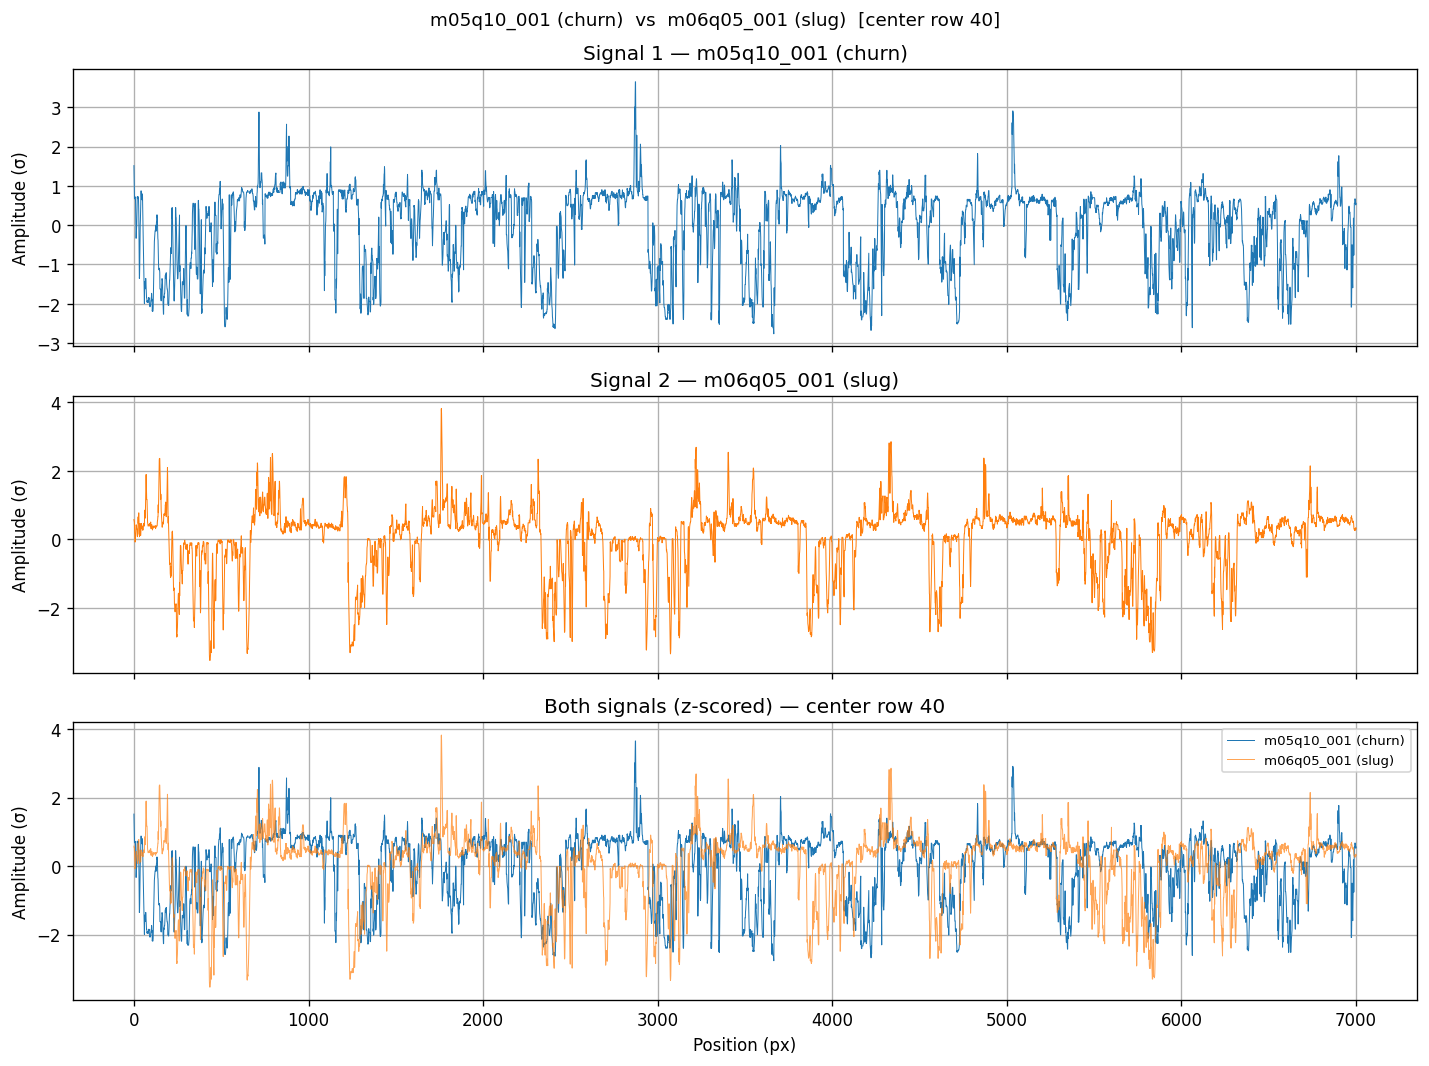 m05q10_001 (churn)  vs  m06q05_001 (slug)  [center row 40]
Signal 1 — m05q10_001 (churn)
Amplitude (σ)
3
2
1
0
−1
−2
−3
Signal 2 — m06q05_001 (slug)
Amplitude (σ)
4
2
0
−2
Both signals (z-scored) — center row 40
Amplitude (σ)
4
2
0
−2
m05q10_001 (churn)
m06q05_001 (slug)
0 1000 2000 3000 4000 5000 6000 7000
Position (px)